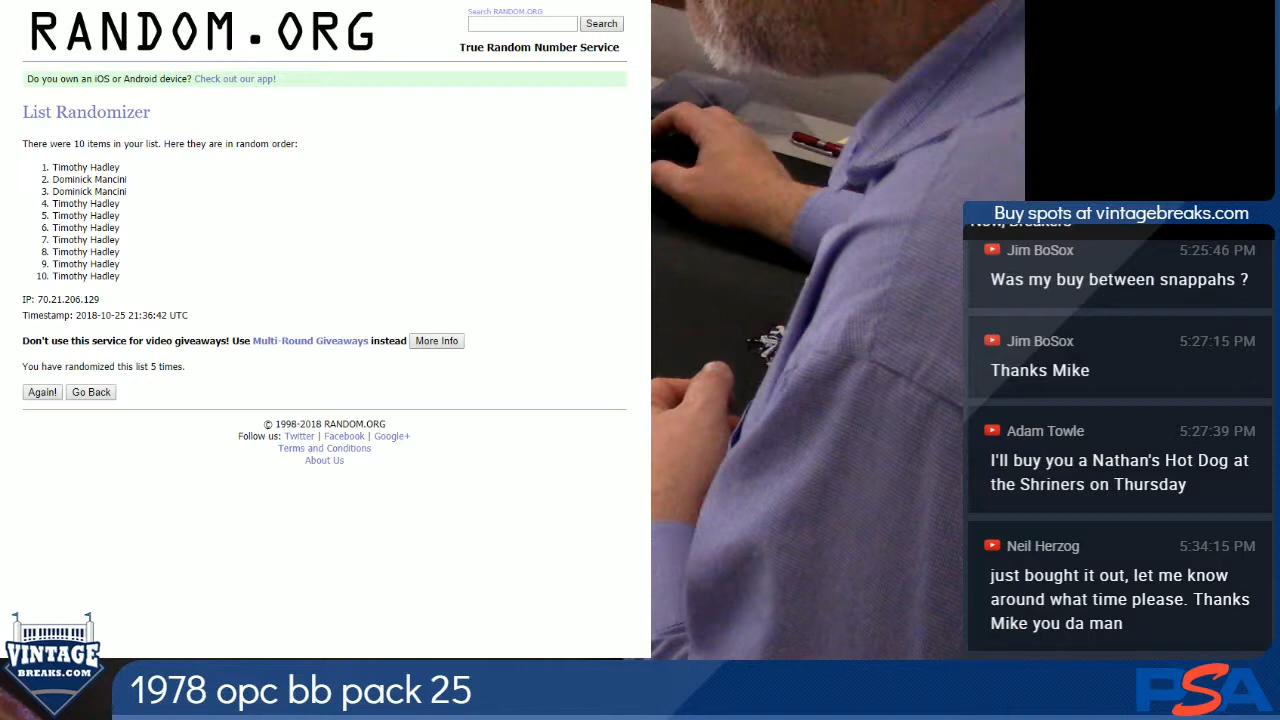 RANDOM.ORG
Search RANDOM.ORG
Search
True Random Number Service
Do you own an iOS or Android device? Check out our app!
List Randomizer
There were 10 items in your list. Here they are in random order:
1. Timothy Hadley
2. Dominick Mancini
3. Dominick Mancini
4. Timothy Hadley
5. Timothy Hadley
6. Timothy Hadley
7. Timothy Hadley
8. Timothy Hadley
9. Timothy Hadley
10. Timothy Hadley
IP: 70.21.206.129
Timestamp: 2018-10-25 21:36:42 UTC
Don't use this service for video giveaways! Use Multi-Round Giveaways instead More Info
You have randomized this list 5 times.
Again! Go Back
© 1998-2018 RANDOM.ORG
Follow us: Twitter | Facebook | Google+
Terms and Conditions
About Us
Buy spots at vintagebreaks.com
Jim BoSox 5:25:46 PM
Was my buy between snappahs ?
Jim BoSox 5:27:15 PM
Thanks Mike
Adam Towle 5:27:39 PM
I'll buy you a Nathan's Hot Dog at
the Shriners on Thursday
Neil Herzog 5:34:15 PM
just bought it out, let me know
around what time please. Thanks
Mike you da man
VINTAGE
BREAKS.COM
1978 opc bb pack 25
PSA